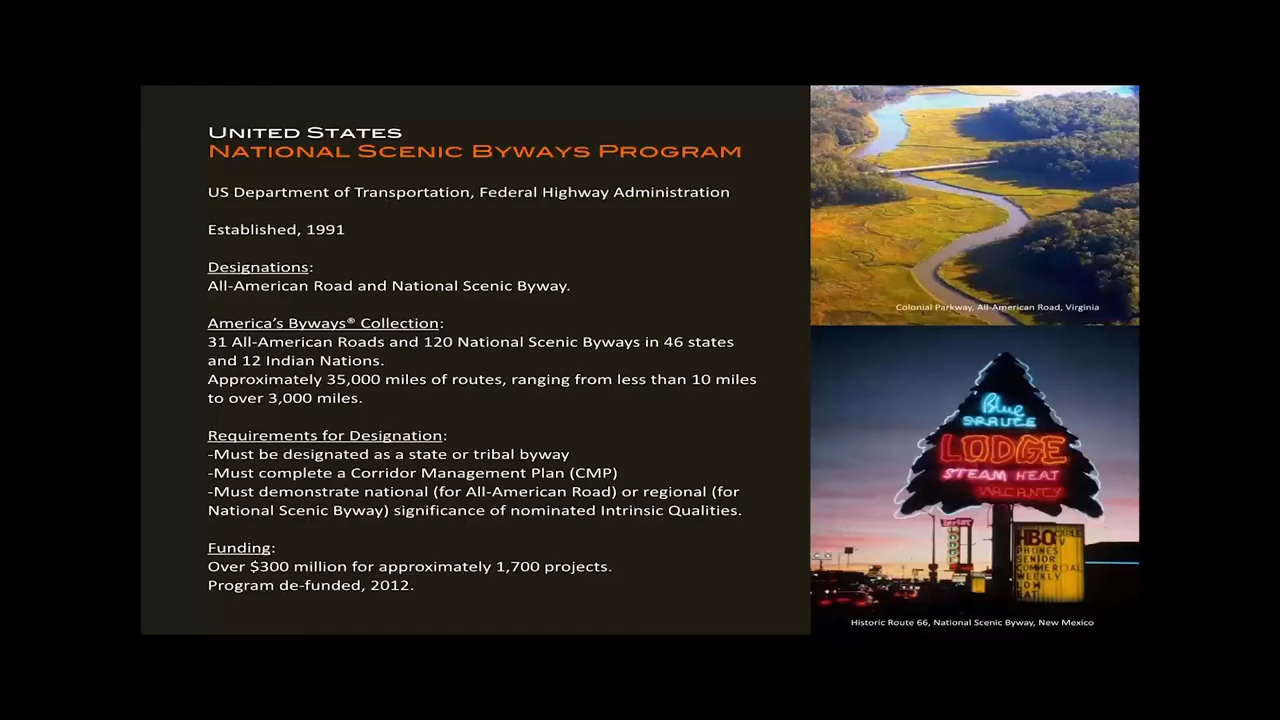 UNITED STATES
NATIONAL SCENIC BYWAYS PROGRAM
US Department of Transportation, Federal Highway Administration
Established, 1991
Designations:
All-American Road and National Scenic Byway.
America's Byways® Collection:
31 All-American Roads and 120 National Scenic Byways in 46 states
and 12 Indian Nations.
Approximately 35,000 miles of routes, ranging from less than 10 miles
to over 3,000 miles.
Requirements for Designation:
-Must be designated as a state or tribal byway
-Must complete a Corridor Management Plan (CMP)
-Must demonstrate national (for All-American Road) or regional (for
National Scenic Byway) significance of nominated Intrinsic Qualities.
Funding:
Over $300 million for approximately 1,700 projects.
Program de-funded, 2012.
Colonial Parkway, All-American Road, Virginia
Blue
SPRUCE
LODGE
STEAM HEAT
VACANCY
LODGE
HBO CABLE
TV
PHONES
SENIOR
COMMERCIAL
WEEKLY
LOW
Historic Route 66, National Scenic Byway, New Mexico